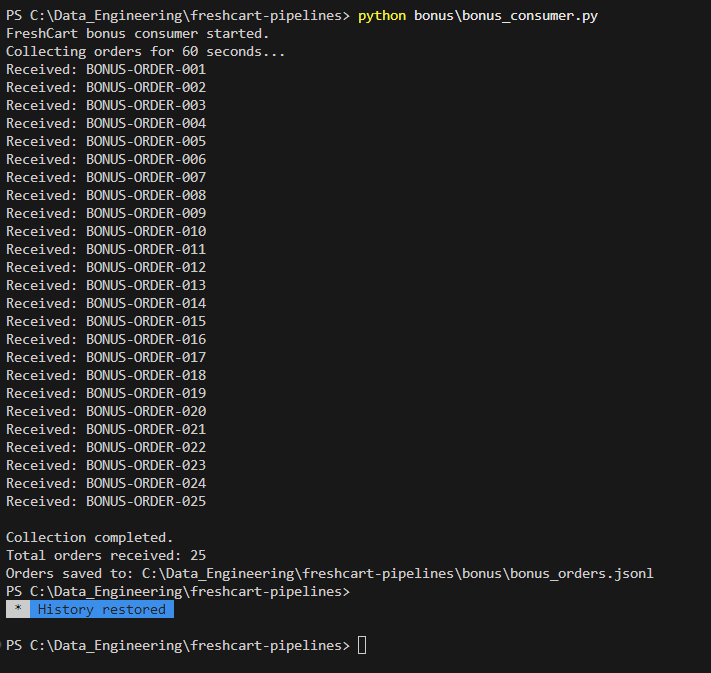 PS C:\Data_Engineering\freshcart-pipelines> python bonus\bonus_consumer.py
FreshCart bonus consumer started.
Collecting orders for 60 seconds...
Received: BONUS-ORDER-001
Received: BONUS-ORDER-002
Received: BONUS-ORDER-003
Received: BONUS-ORDER-004
Received: BONUS-ORDER-005
Received: BONUS-ORDER-006
Received: BONUS-ORDER-007
Received: BONUS-ORDER-008
Received: BONUS-ORDER-009
Received: BONUS-ORDER-010
Received: BONUS-ORDER-011
Received: BONUS-ORDER-012
Received: BONUS-ORDER-013
Received: BONUS-ORDER-014
Received: BONUS-ORDER-015
Received: BONUS-ORDER-016
Received: BONUS-ORDER-017
Received: BONUS-ORDER-018
Received: BONUS-ORDER-019
Received: BONUS-ORDER-020
Received: BONUS-ORDER-021
Received: BONUS-ORDER-022
Received: BONUS-ORDER-023
Received: BONUS-ORDER-024
Received: BONUS-ORDER-025
Collection completed.
Total orders received: 25
Orders saved to: C:\Data_Engineering\freshcart-pipelines\bonus\bonus_orders.jsonl
PS C:\Data_Engineering\freshcart-pipelines>
* History restored
PS C:\Data_Engineering\freshcart-pipelines>